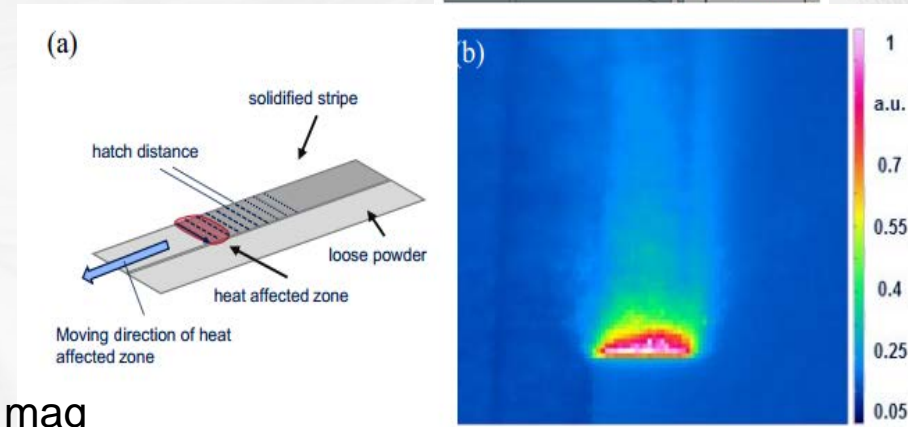 (a)
solidified stripe
hatch distance
loose powder
heat affected zone
Moving direction of heat
affected zone
(b)
1
a.u.
0.7
0.55
0.4
0.25
0.05
mag